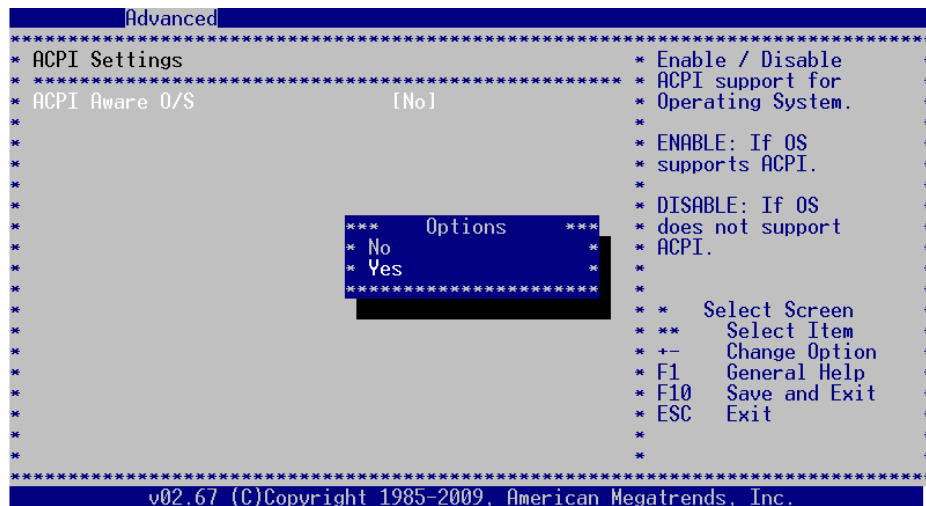 Advanced
ACPI Settings
ACPI Aware O/S [No]
*** Options ***
* No *
* Yes *
Enable / Disable
ACPI support for
Operating System.
ENABLE: If OS
supports ACPI.
DISABLE: If OS
does not support
ACPI.
* Select Screen
** Select Item
+- Change Option
F1 General Help
F10 Save and Exit
ESC Exit
v02.67 (C)Copyright 1985-2009, American Megatrends, Inc.